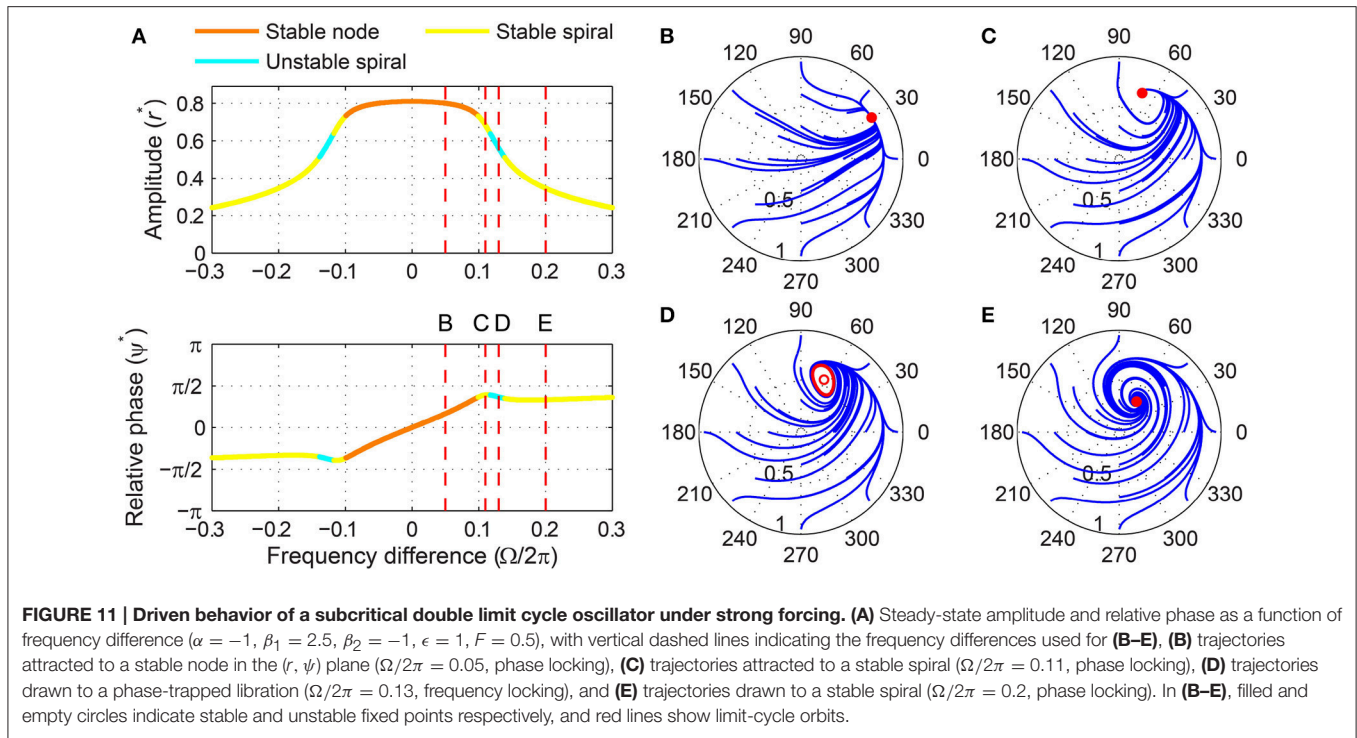 A
Stable node
Stable spiral
Unstable spiral
Amplitude (r*)
0.8
0.6
0.4
0.2
0
−0.3 −0.2 −0.1 0 0.1 0.2 0.3
B C D E
Relative phase (ψ*)
π
π/2
0
−π/2
−π
−0.3 −0.2 −0.1 0 0.1 0.2 0.3
Frequency difference (Ω/2π)
B
90
120 60
150 30
180 0
0.5
210 330
1
240 300
270
C
90
120 60
150 30
180 0
0.5
210 330
1
240 300
270
D
90
120 60
150 30
180 0
0.5
210 330
1
240 300
270
E
90
120 60
150 30
180 0
0.5
210 330
1
240 300
270
FIGURE 11 | Driven behavior of a subcritical double limit cycle oscillator under strong forcing. (A) Steady-state amplitude and relative phase as a function of
frequency difference (α = −1, β1 = 2.5, β2 = −1, ϵ = 1, F = 0.5), with vertical dashed lines indicating the frequency differences used for (B–E), (B) trajectories
attracted to a stable node in the (r, ψ) plane (Ω/2π = 0.05, phase locking), (C) trajectories attracted to a stable spiral (Ω/2π = 0.11, phase locking), (D) trajectories
drawn to a phase-trapped libration (Ω/2π = 0.13, frequency locking), and (E) trajectories drawn to a stable spiral (Ω/2π = 0.2, phase locking). In (B–E), filled and
empty circles indicate stable and unstable fixed points respectively, and red lines show limit-cycle orbits.